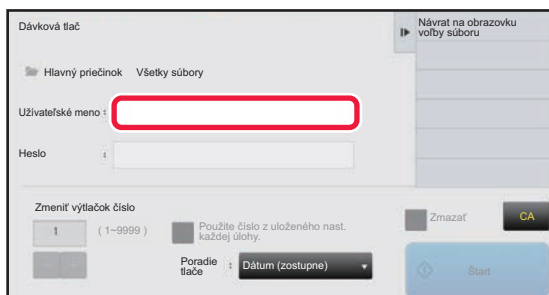 Dávková tlač
Návrat na obrazovku
voľby súboru
Hlavný priečinok Všetky súbory
Užívateľské meno :
Heslo :
Zmeniť výtlačok číslo
1 ( 1~9999 )
Použite číslo z uloženého nast.
každej úlohy.
Zmazať
CA
Poradie
tlače : Dátum (zostupne)
Štart